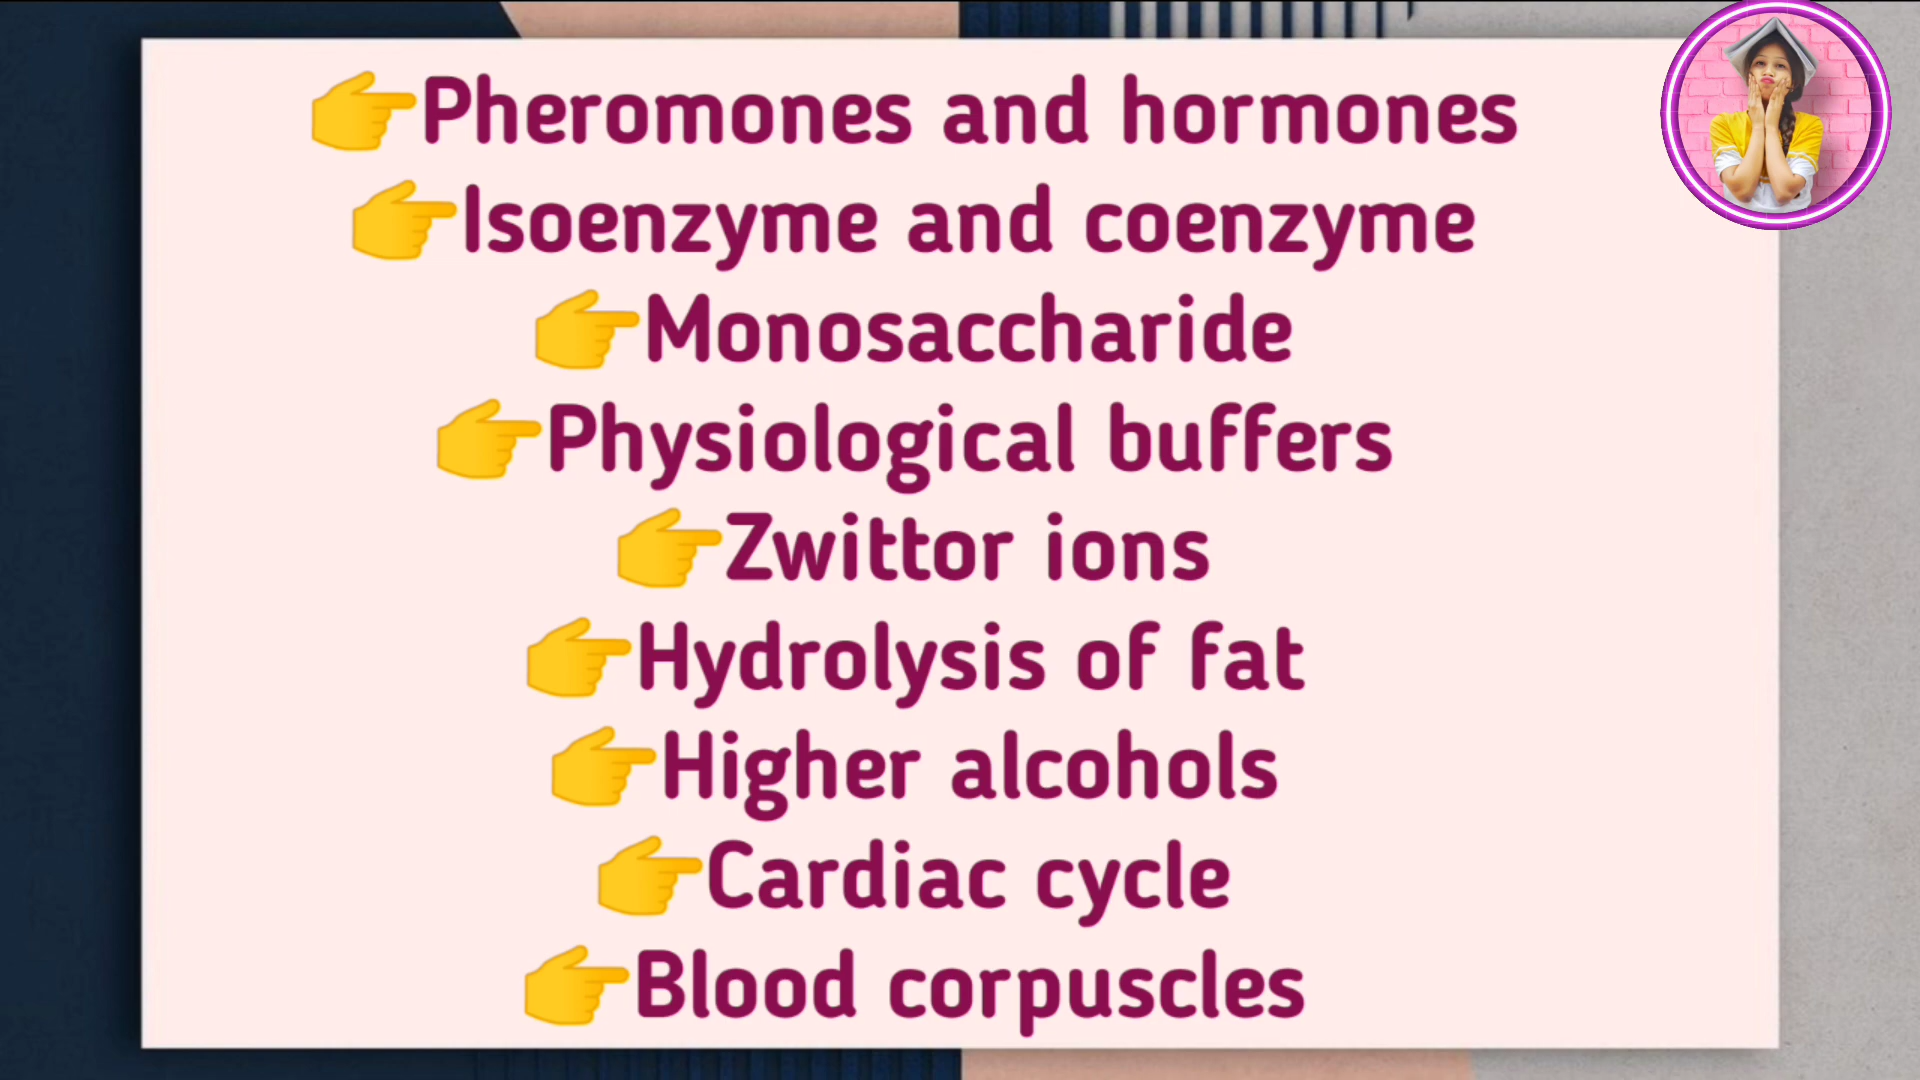 👉Pheromones and hormones
👉Isoenzyme and coenzyme
👉Monosaccharide
👉Physiological buffers
👉Zwittor ions
👉Hydrolysis of fat
👉Higher alcohols
👉Cardiac cycle
👉Blood corpuscles